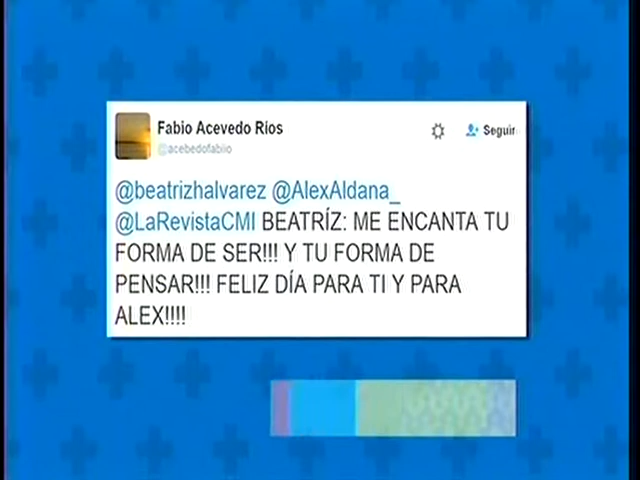 Fabio Acevedo Ríos
@acebedofabiio
Seguir
@beatrizhalvarez @AlexAldana_
@LaRevistaCMI BEATRÍZ: ME ENCANTA TU
FORMA DE SER!!! Y TU FORMA DE
PENSAR!!! FELIZ DÍA PARA TI Y PARA
ALEX!!!!